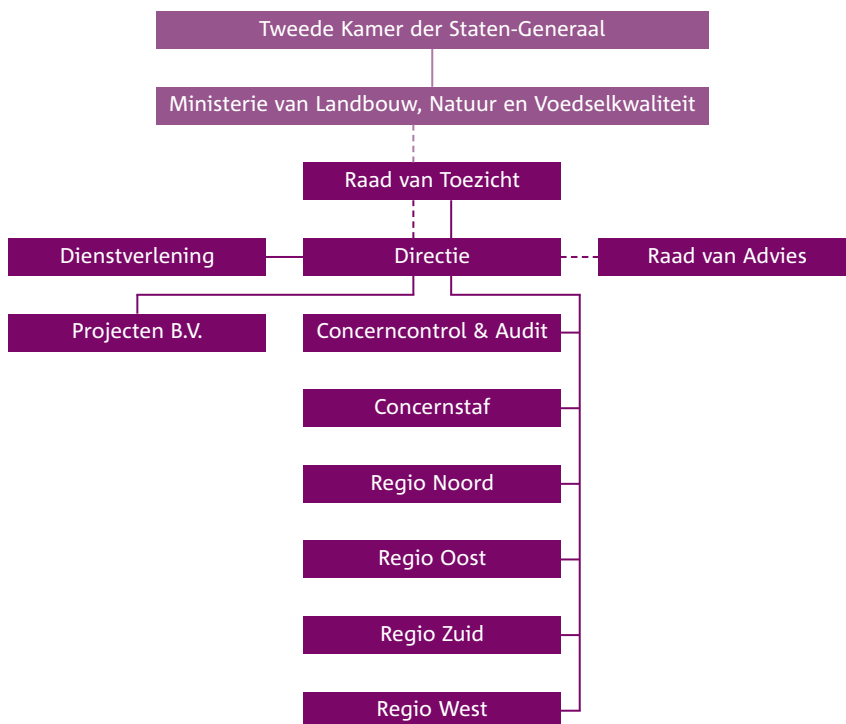 Tweede Kamer der Staten-Generaal
Ministerie van Landbouw, Natuur en Voedselkwaliteit
Raad van Toezicht
Dienstverlening
Directie
Raad van Advies
Projecten B.V.
Concerncontrol & Audit
Concernstaf
Regio Noord
Regio Oost
Regio Zuid
Regio West